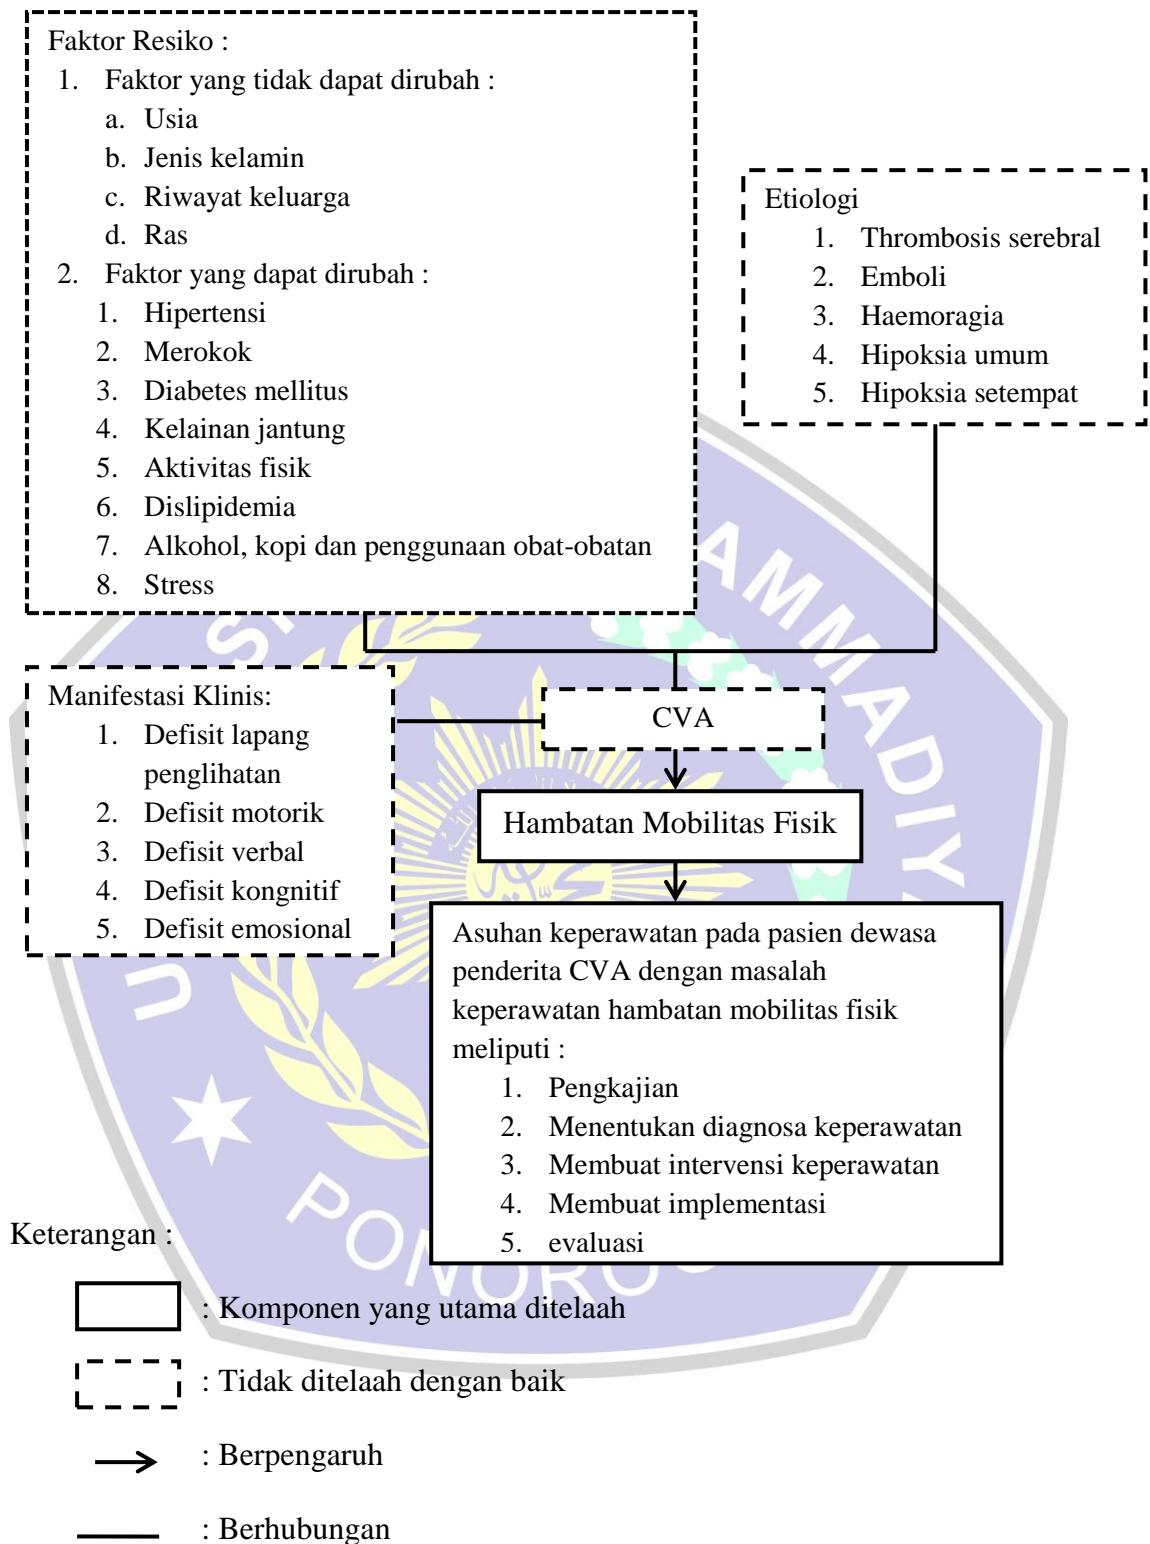 Faktor Resiko :
1. Faktor yang tidak dapat dirubah :
a. Usia
b. Jenis kelamin
c. Riwayat keluarga
d. Ras
2. Faktor yang dapat dirubah :
1. Hipertensi
2. Merokok
3. Diabetes mellitus
4. Kelainan jantung
5. Aktivitas fisik
6. Dislipidemia
7. Alkohol, kopi dan penggunaan obat-obatan
8. Stress
Etiologi
1. Thrombosis serebral
2. Emboli
3. Haemoragia
4. Hipoksia umum
5. Hipoksia setempat
Manifestasi Klinis:
1. Defisit lapang
penglihatan
2. Defisit motorik
3. Defisit verbal
4. Defisit kongnitif
5. Defisit emosional
CVA
Hambatan Mobilitas Fisik
Asuhan keperawatan pada pasien dewasa
penderita CVA dengan masalah
keperawatan hambatan mobilitas fisik
meliputi :
1. Pengkajian
2. Menentukan diagnosa keperawatan
3. Membuat intervensi keperawatan
4. Membuat implementasi
5. evaluasi
Keterangan :
: Komponen yang utama ditelaah
: Tidak ditelaah dengan baik
: Berpengaruh
: Berhubungan